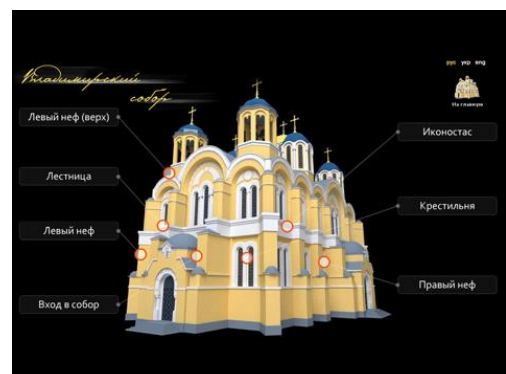 Владимирский
собор
рус укр eng
На главную
Левый неф (верх)
Лестница
Левый неф
Вход в собор
Иконостас
Крестильня
Правый неф